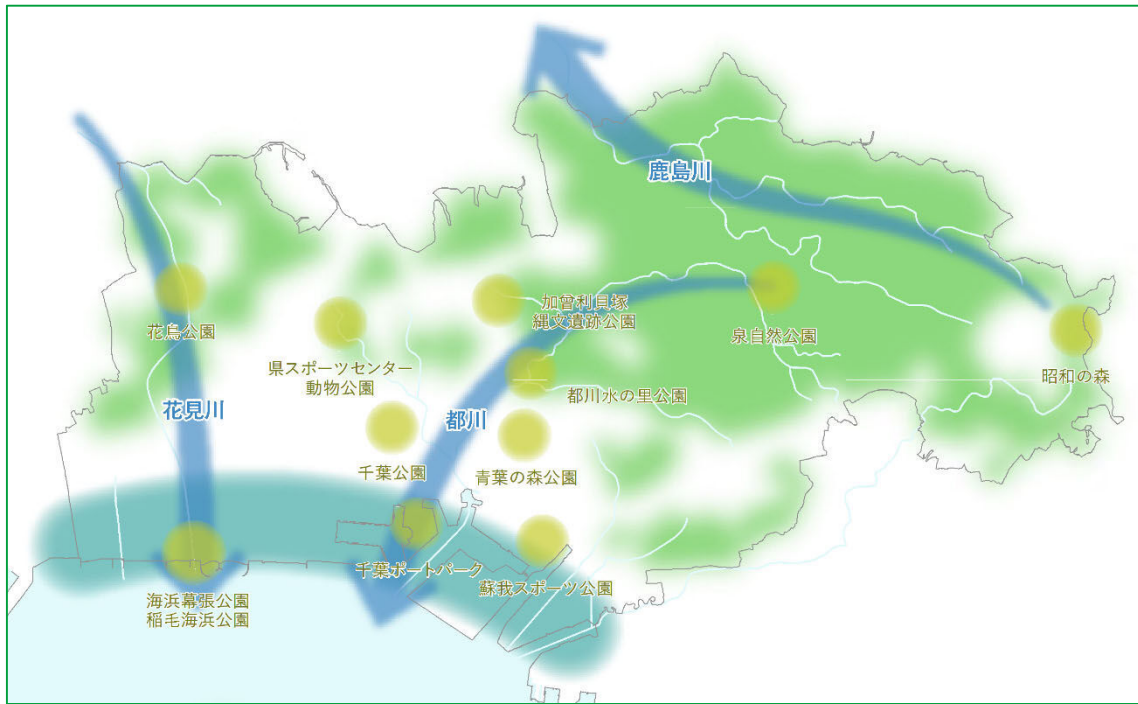 鹿島川
花島公園
加曽利貝塚
縄文遺跡公園
泉自然公園
県スポーツセンター
動物公園
昭和の森
都川水の里公園
花見川
都川
千葉公園
青葉の森公園
千葉ポートパーク
蘇我スポーツ公園
海浜幕張公園
稲毛海浜公園